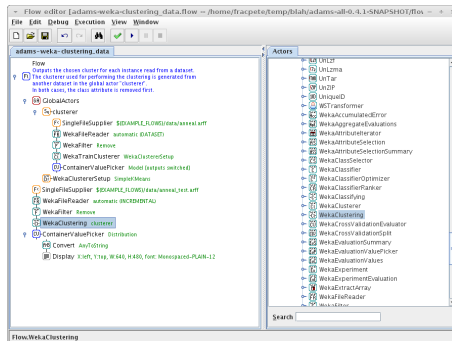 Flow editor [adams-weka-clustering_data.flow — /home/fracpete/temp/blah/adams-all-0.4.1-SNAPSHOT/flow
File Edit Debug Execution View Window
adams-weka-clustering_data
Flow
Outputs the chosen cluster for each instance read from a dataset.
The clusterer used for performing the clustering is generated from
another dataset in the global actor "clusterer".
In both cases, the class attribute is removed first.
GlobalActors
clusterer
SingleFileSupplier ${EXAMPLE_FLOWS}/data/anneal.arff
WekaFileReader automatic (DATASET)
WekaFilter Remove
WekaTrainClusterer WekaClustererSetup
ContainerValuePicker Model (outputs switched)
WekaClustererSetup SimpleKMeans
SingleFileSupplier ${EXAMPLE_FLOWS}/data/anneal_test.arff
WekaFileReader automatic (INCREMENTAL)
WekaFilter Remove
WekaClustering clusterer
ContainerValuePicker Distribution
Convert AnyToString
Display X:left, Y:top, W:640, H:480, font: Monospaced-PLAIN-12
Flow.WekaClustering
Actors
UnLzf
UnLzma
UnTar
UnZIP
UniqueID
WSTransformer
WekaAccumulatedError
WekaAggregateEvaluations
WekaAttributeIterator
WekaAttributeSelection
WekaAttributeSelectionSummary
WekaClassSelector
WekaClassifier
WekaClassifierOptimizer
WekaClassifierRanker
WekaClassifying
WekaClusterer
WekaClustering
WekaCrossValidationEvaluator
WekaCrossValidationSplit
WekaEvaluationSummary
WekaEvaluationValuePicker
WekaEvaluationValues
WekaExperiment
WekaExperimentEvaluation
WekaExtractArray
WekaFileReader
WekaFilter
Search